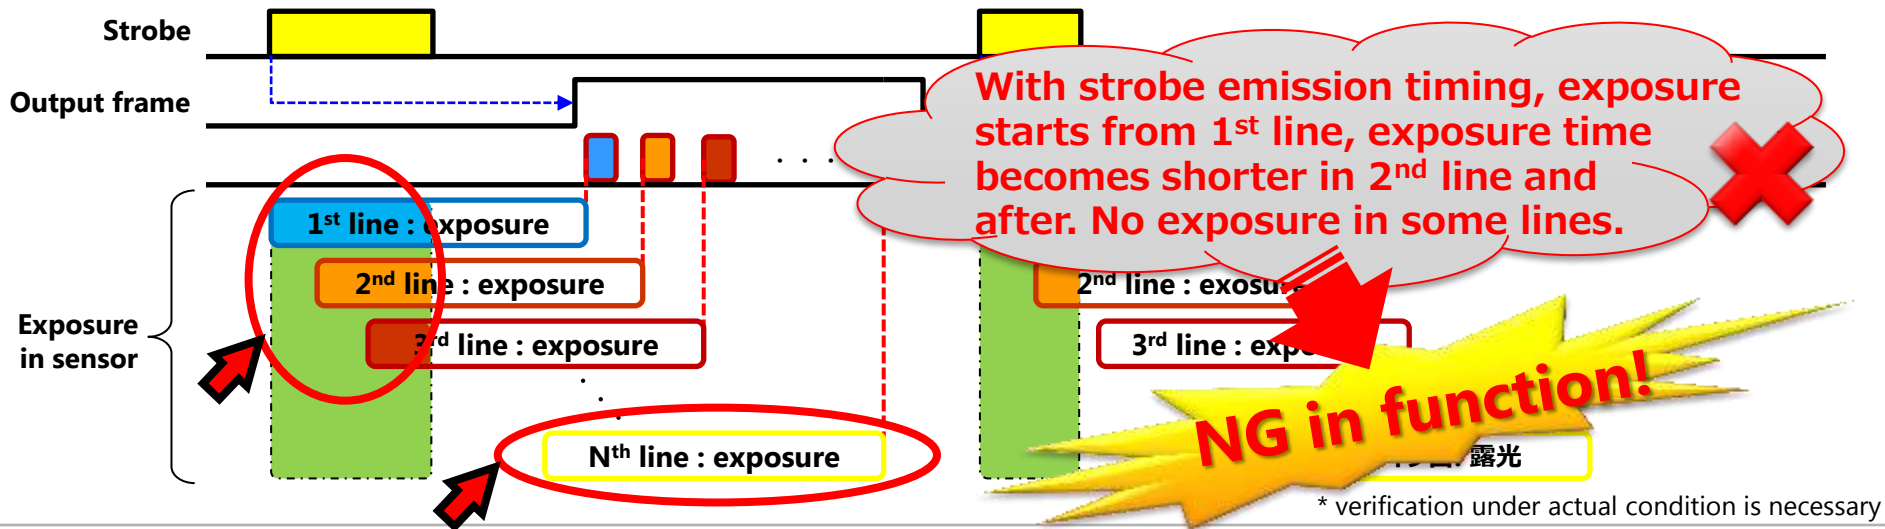 Strobe
Output frame
With strobe emission timing, exposure
starts from 1st line, exposure time
becomes shorter in 2nd line and
after. No exposure in some lines.
. . .
1st line : exposure
2nd line : exposure
3rd line : exposure
Nth line : exposure
Exposure
in sensor
2nd line : exosure
3rd line :
露光
NG in function!
* verification under actual condition is necessary